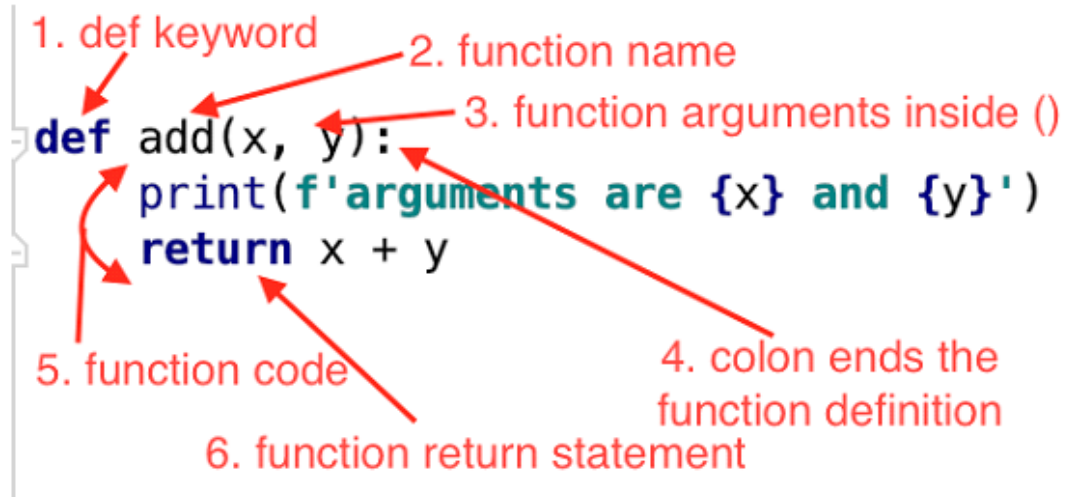 1. def keyword
2. function name
3. function arguments inside ()
def add(x, y):
print(f'arguments are {x} and {y}')
return x + y
5. function code
4. colon ends the
function definition
6. function return statement